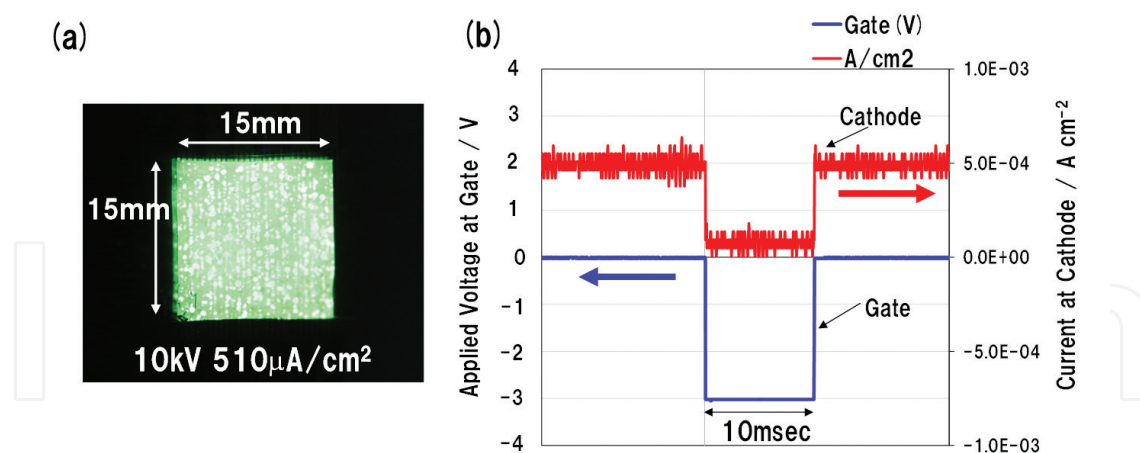 (a)
15mm
15mm
10kV 510μA/cm²
(b)
Gate (V)
A/cm2
Applied Voltage at Gate / V
4
3
2
1
0
-1
-2
-3
-4
Cathode
Gate
10msec
1.0E-03
5.0E-04
0.0E+00
-5.0E-04
-1.0E-03
Current at Cathode / A cm⁻²